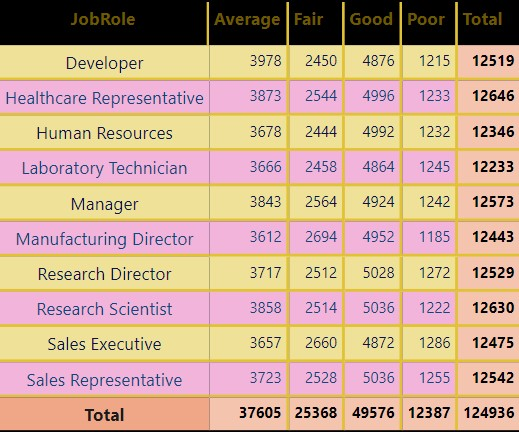 JobRole Average Fair Good Poor Total
Developer 3978 2450 4876 1215 12519
Healthcare Representative 3873 2544 4996 1233 12646
Human Resources 3678 2444 4992 1232 12346
Laboratory Technician 3666 2458 4864 1245 12233
Manager 3843 2564 4924 1242 12573
Manufacturing Director 3612 2694 4952 1185 12443
Research Director 3717 2512 5028 1272 12529
Research Scientist 3858 2514 5036 1222 12630
Sales Executive 3657 2660 4872 1286 12475
Sales Representative 3723 2528 5036 1255 12542
Total 37605 25368 49576 12387 124936